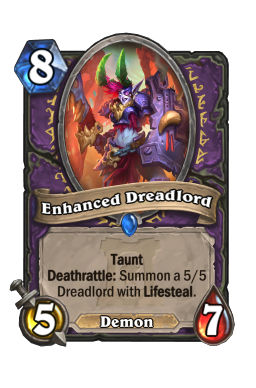 8
Enhanced Dreadlord
Taunt
Deathrattle: Summon a 5/5
Dreadlord with Lifesteal.
5
Demon
7